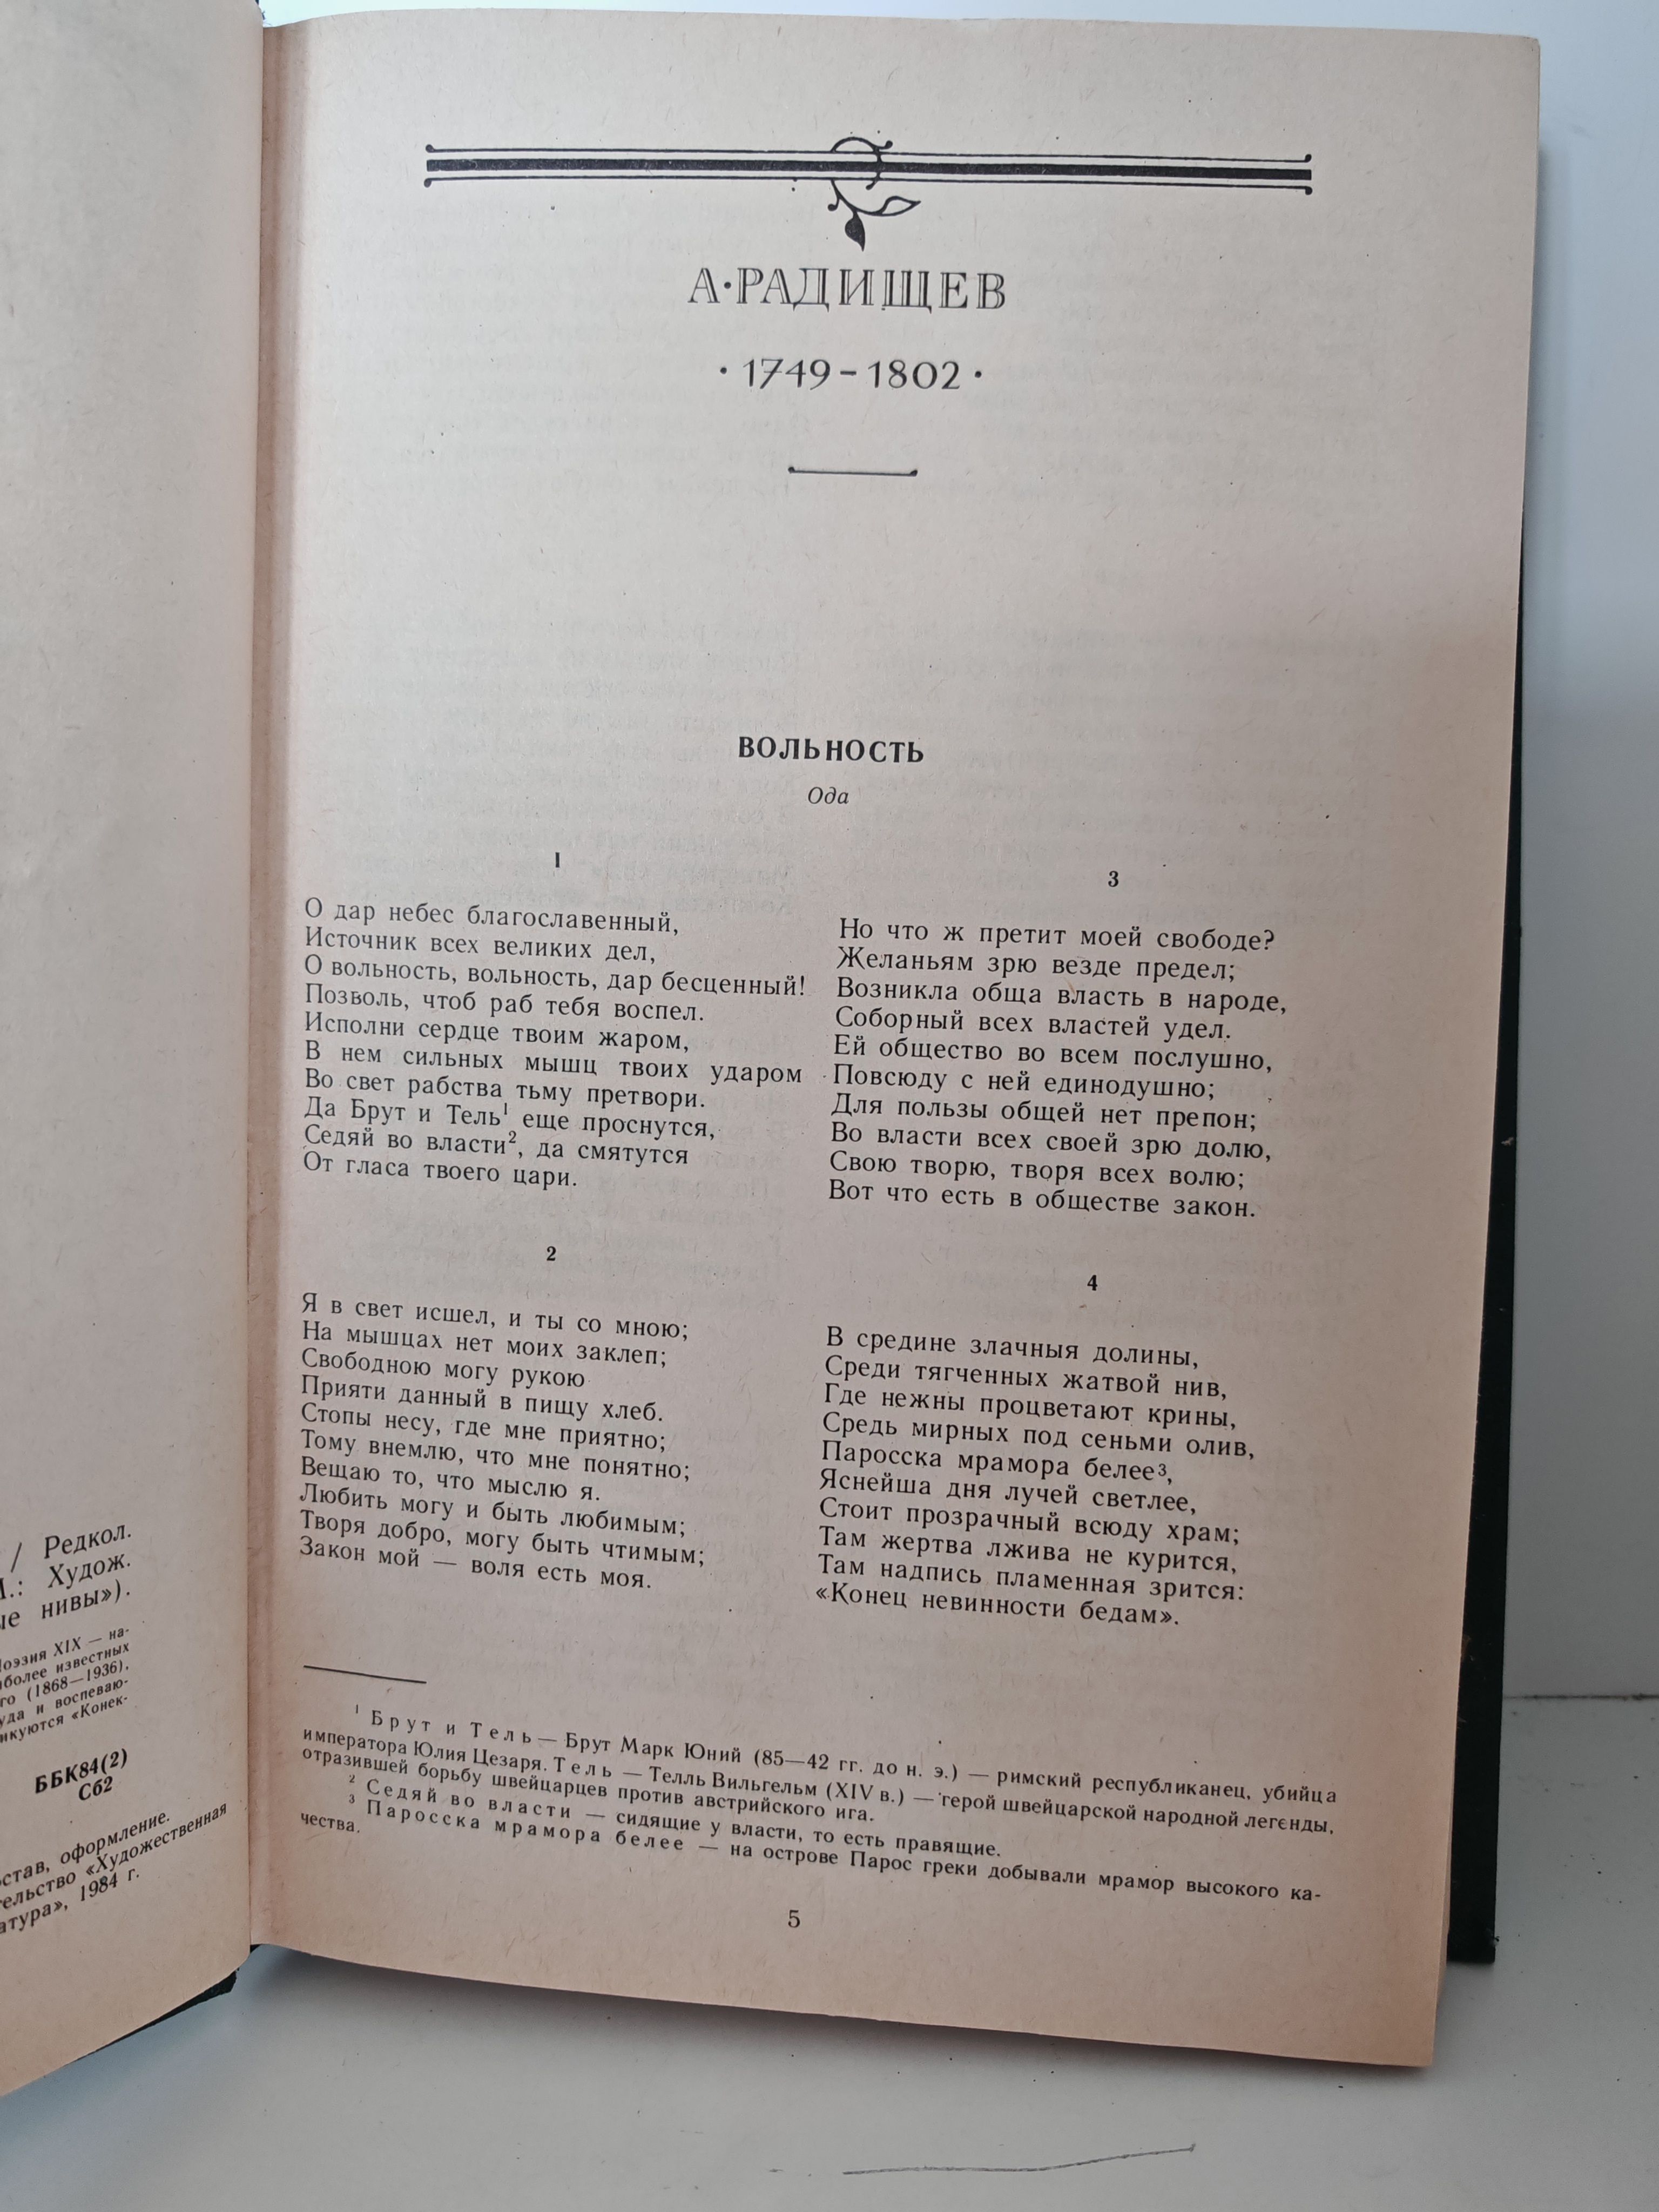 / Редкол.
Худож.
нивы»).
XIX — на-
известных
(1868—1936),
и воспеваю-
«Конек-
ББК84(2)
Сб2
оформление.
«Художественная
1984 г.
А·РАДИЩЕВ
· 1749–1802 ·
ВОЛЬНОСТЬ
Ода
1
О дар небес благославенный,
Источник всех великих дел,
О вольность, вольность, дар бесценный!
Позволь, чтоб раб тебя воспел.
Исполни сердце твоим жаром,
В нем сильных мышц твоих ударом
Во свет рабства тьму претвори.
Да Брут и Тель¹ еще проснутся,
Седяй во власти², да смятутся
От гласа твоего цари.
2
Я в свет исшел, и ты со мною;
На мышцах нет моих заклеп;
Свободною могу рукою
Прияти данный в пищу хлеб.
Стопы несу, где мне приятно;
Тому внемлю, что мне понятно;
Вещаю то, что мыслю я.
Любить могу и быть любимым;
Творя добро, могу быть чтимым;
Закон мой — воля есть моя.
3
Но что ж претит моей свободе?
Желаньям зрю везде предел;
Возникла обща власть в народе,
Соборный всех властей удел.
Ей общество во всем послушно,
Повсюду с ней единодушно;
Для пользы общей нет препон;
Во власти всех своей зрю долю,
Свою творю, творя всех волю;
Вот что есть в обществе закон.
4
В средине злачныя долины,
Среди тягченных жатвой нив,
Где нежны процветают крины,
Средь мирных под сеньми олив,
Паросска мрамора белее³,
Яснейша дня лучей светлее,
Стоит прозрачный всюду храм;
Там жертва лжива не курится,
Там надпись пламенная зрится:
«Конец невинности бедам».
¹ Брут и Тель — Брут Марк Юний (85—42 гг. до н. э.) — римский республиканец, убийца
императора Юлия Цезаря. Тель — Телль Вильгельм (XIV в.) — герой швейцарской народной легенды,
отразившей борьбу швейцарцев против австрийского ига.
² Седяй во власти — сидящие у власти, то есть правящие.
³ Паросска мрамора белее — на острове Парос греки добывали мрамор высокого ка-
чества.
5